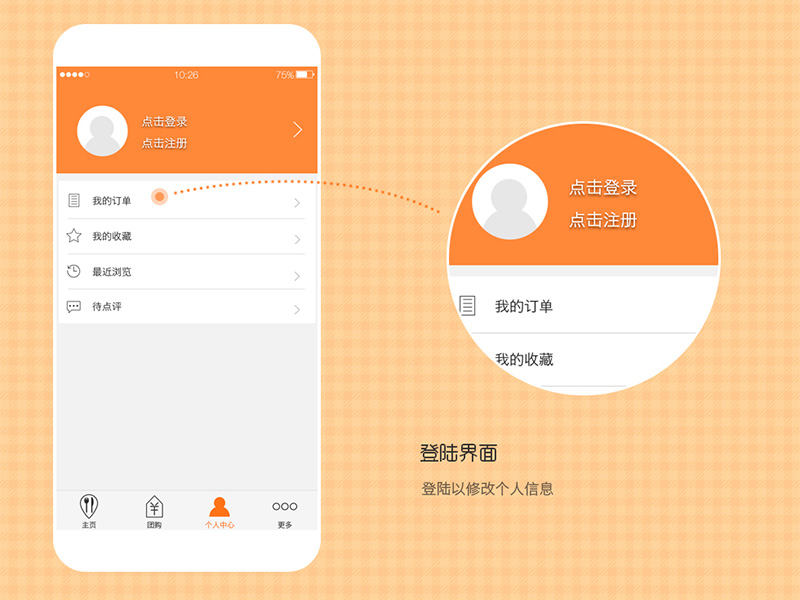 10:26
75%
点击登录
点击注册
我的订单
我的收藏
最近浏览
待点评
主页
团购
个人中心
更多
点击登录
点击注册
我的订单
我的收藏
登陆界面
登陆以修改个人信息